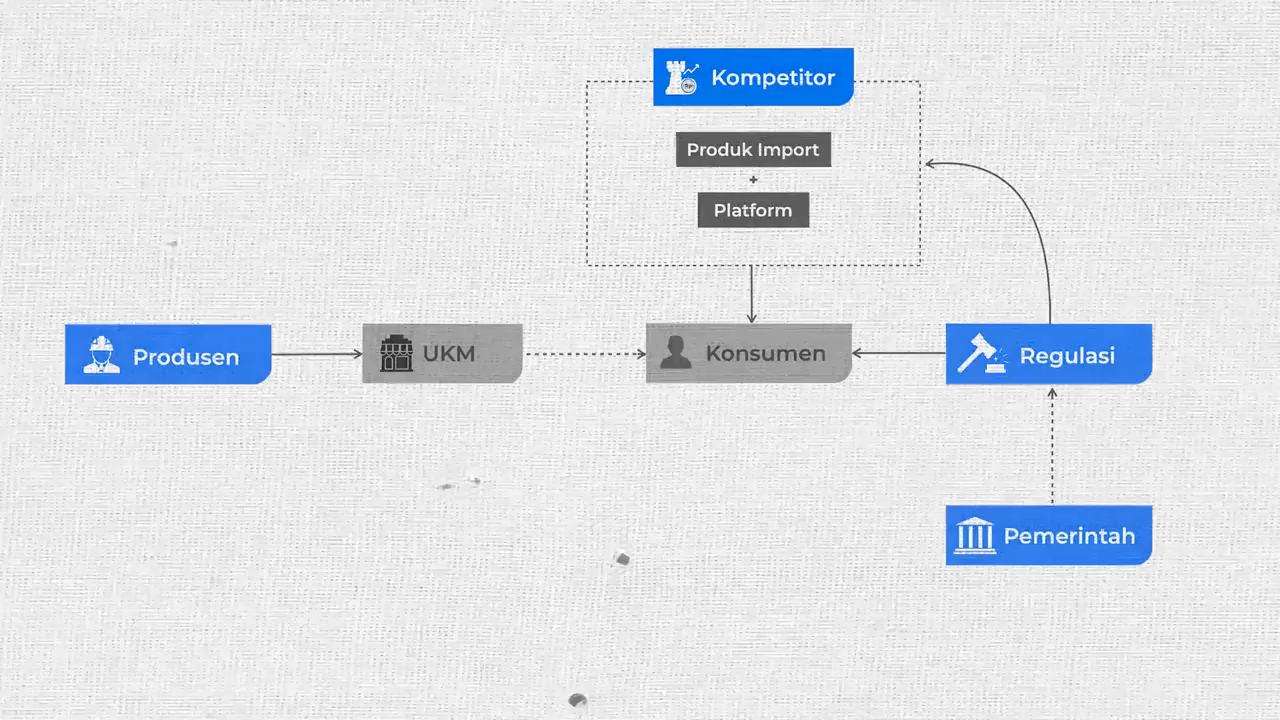 Kompetitor
Produk Import
+
Platform
Produsen
UKM
Konsumen
Regulasi
Pemerintah